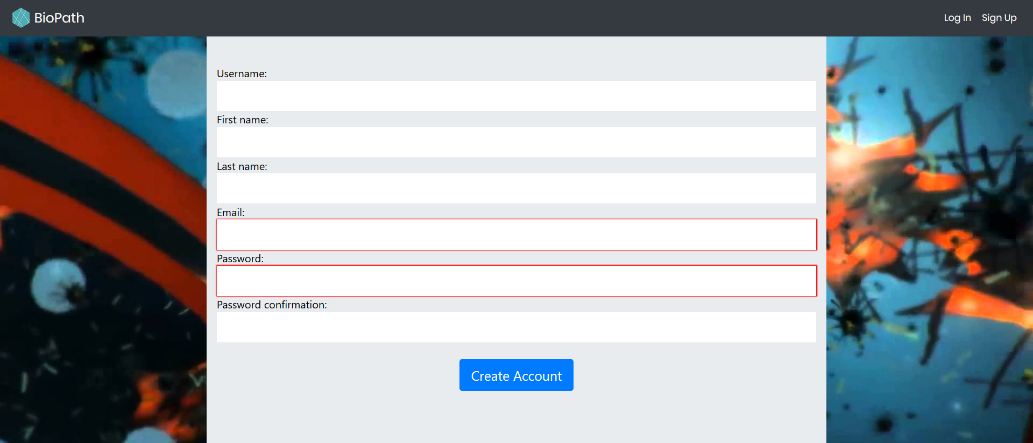 BioPath
Log In Sign Up
Username:
First name:
Last name:
Email:
Password:
Password confirmation:
Create Account